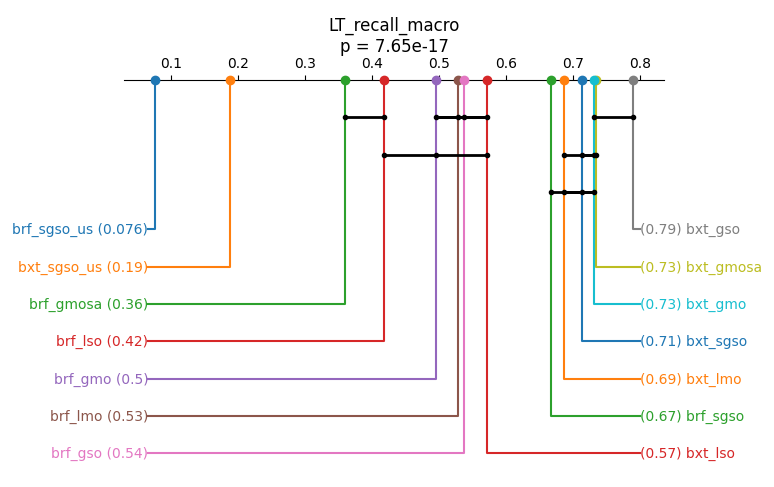 LT_recall_macro
p = 7.65e-17
0.1 0.2 0.3 0.4 0.5 0.6 0.7 0.8
brf_sgso_us (0.076) (0.79) bxt_gso
bxt_sgso_us (0.19) (0.73) bxt_gmosa
brf_gmosa (0.36) (0.73) bxt_gmo
brf_lso (0.42) (0.71) bxt_sgso
brf_gmo (0.5) (0.69) bxt_lmo
brf_lmo (0.53) (0.67) brf_sgso
brf_gso (0.54) (0.57) bxt_lso